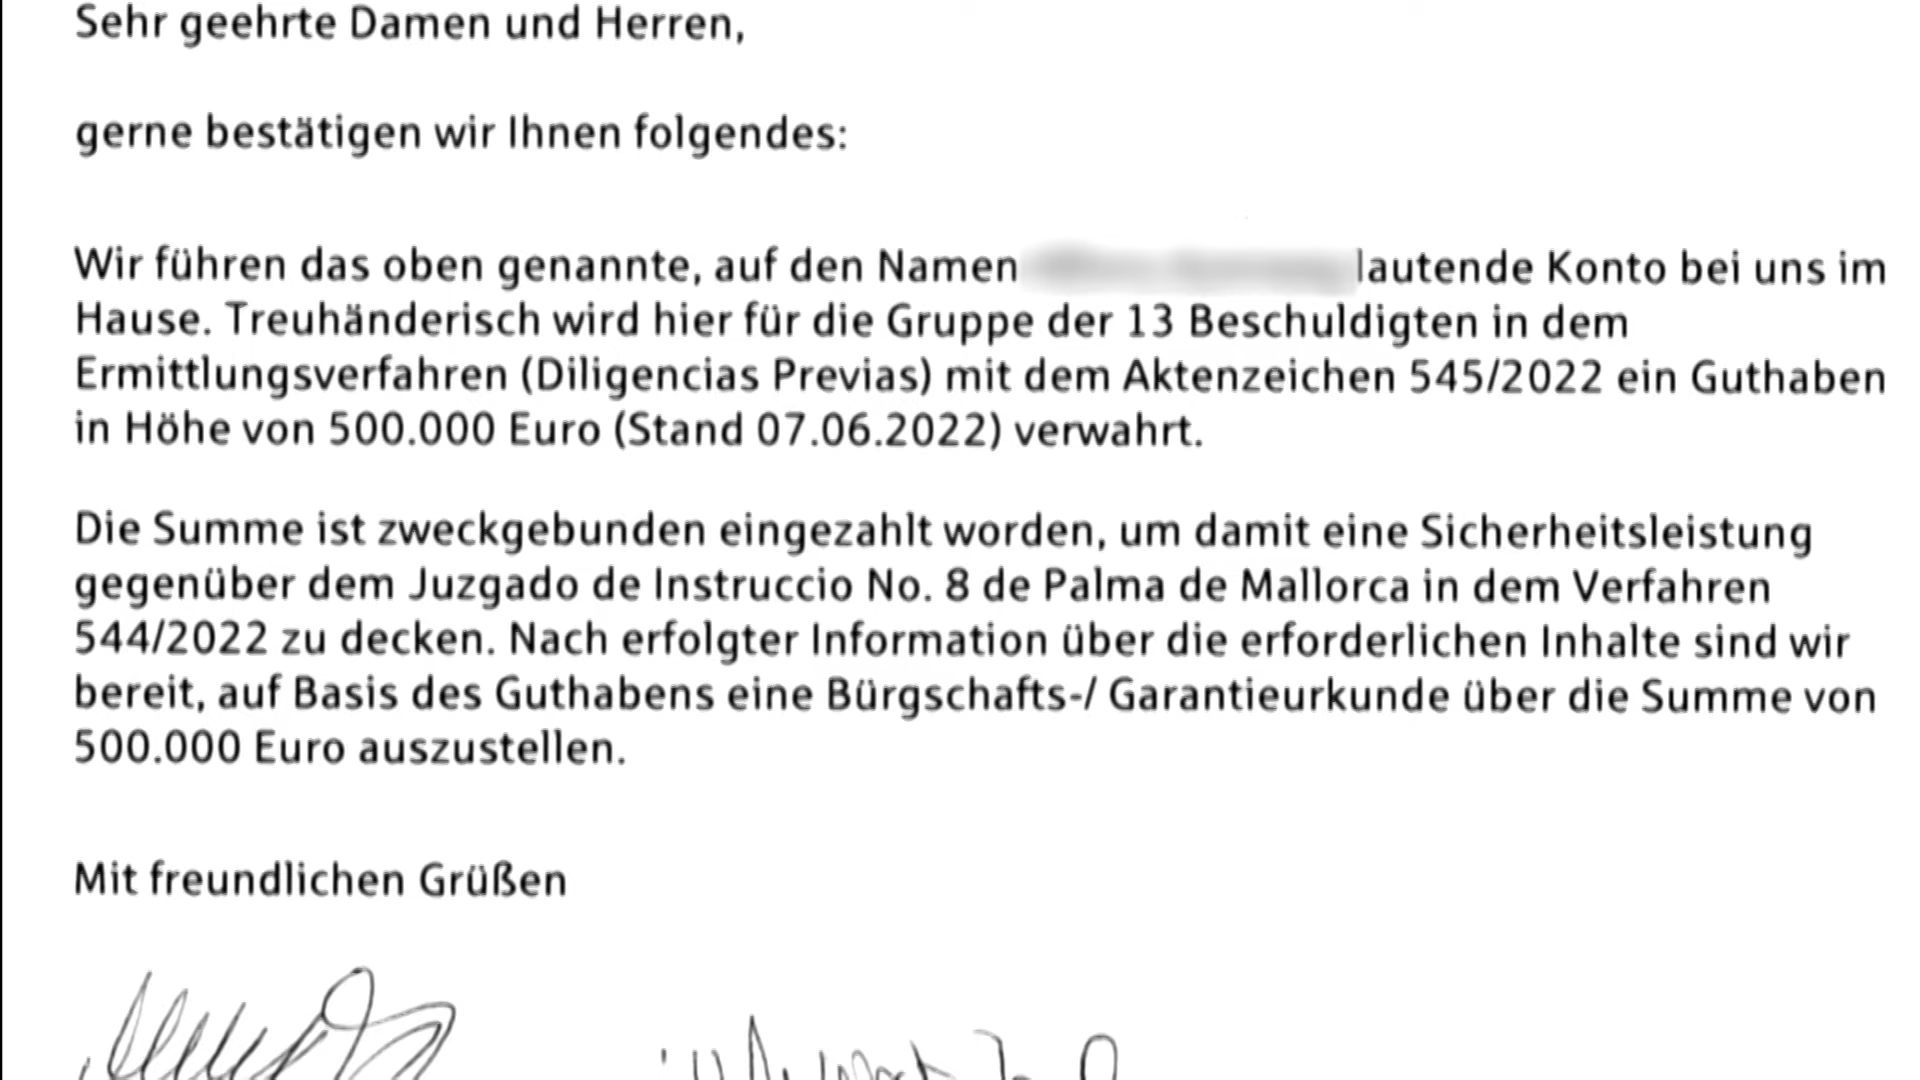 Sehr geehrte Damen und Herren,
gerne bestätigen wir Ihnen folgendes:
Wir führen das oben genannte, auf den Namen lautende Konto bei uns im
Hause. Treuhänderisch wird hier für die Gruppe der 13 Beschuldigten in dem
Ermittlungsverfahren (Diligencias Previas) mit dem Aktenzeichen 545/2022 ein Guthaben
in Höhe von 500.000 Euro (Stand 07.06.2022) verwahrt.
Die Summe ist zweckgebunden eingezahlt worden, um damit eine Sicherheitsleistung
gegenüber dem Juzgado de Instruccio No. 8 de Palma de Mallorca in dem Verfahren
544/2022 zu decken. Nach erfolgter Information über die erforderlichen Inhalte sind wir
bereit, auf Basis des Guthabens eine Bürgschafts-/ Garantieurkunde über die Summe von
500.000 Euro auszustellen.
Mit freundlichen Grüßen